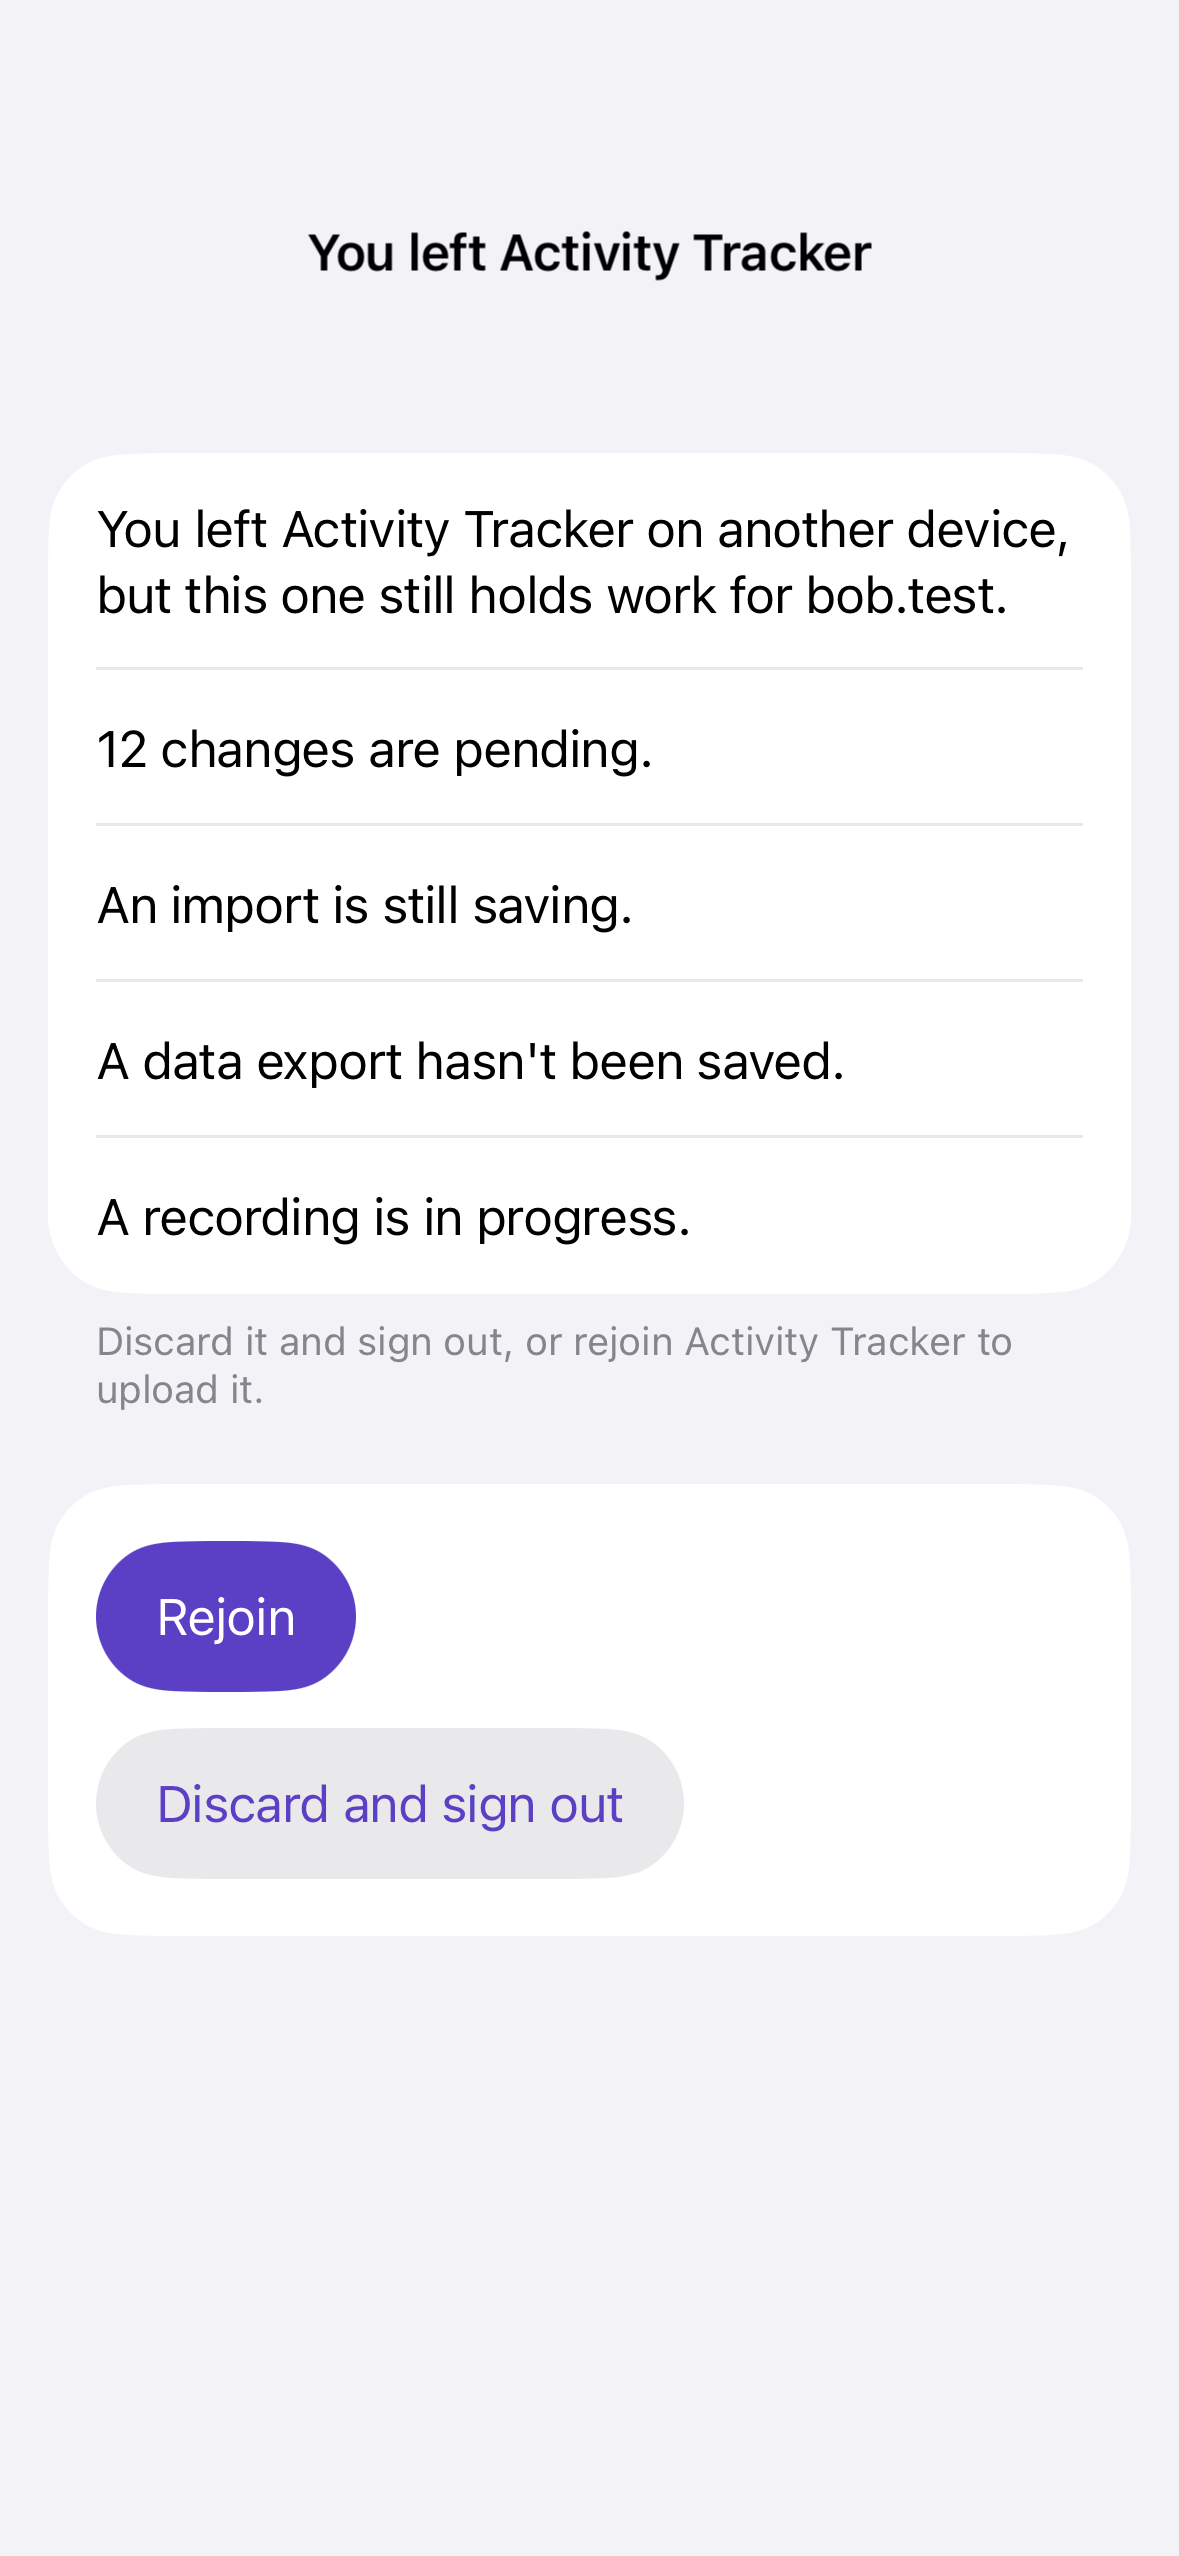 You left Activity Tracker
You left Activity Tracker on another device,
but this one still holds work for bob.test.
12 changes are pending.
An import is still saving.
A data export hasn't been saved.
A recording is in progress.
Discard it and sign out, or rejoin Activity Tracker to
upload it.
Rejoin
Discard and sign out